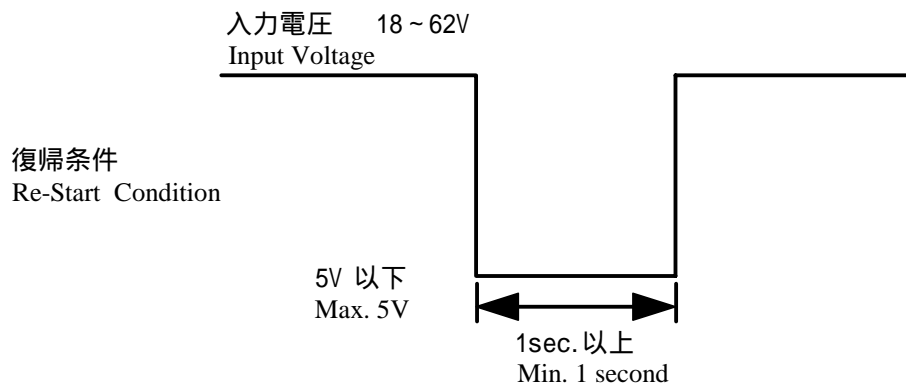 入力電圧 18~62V
Input Voltage
復帰条件
Re-Start Condition
5V 以下
Max. 5V
1sec.以上
Min. 1 second